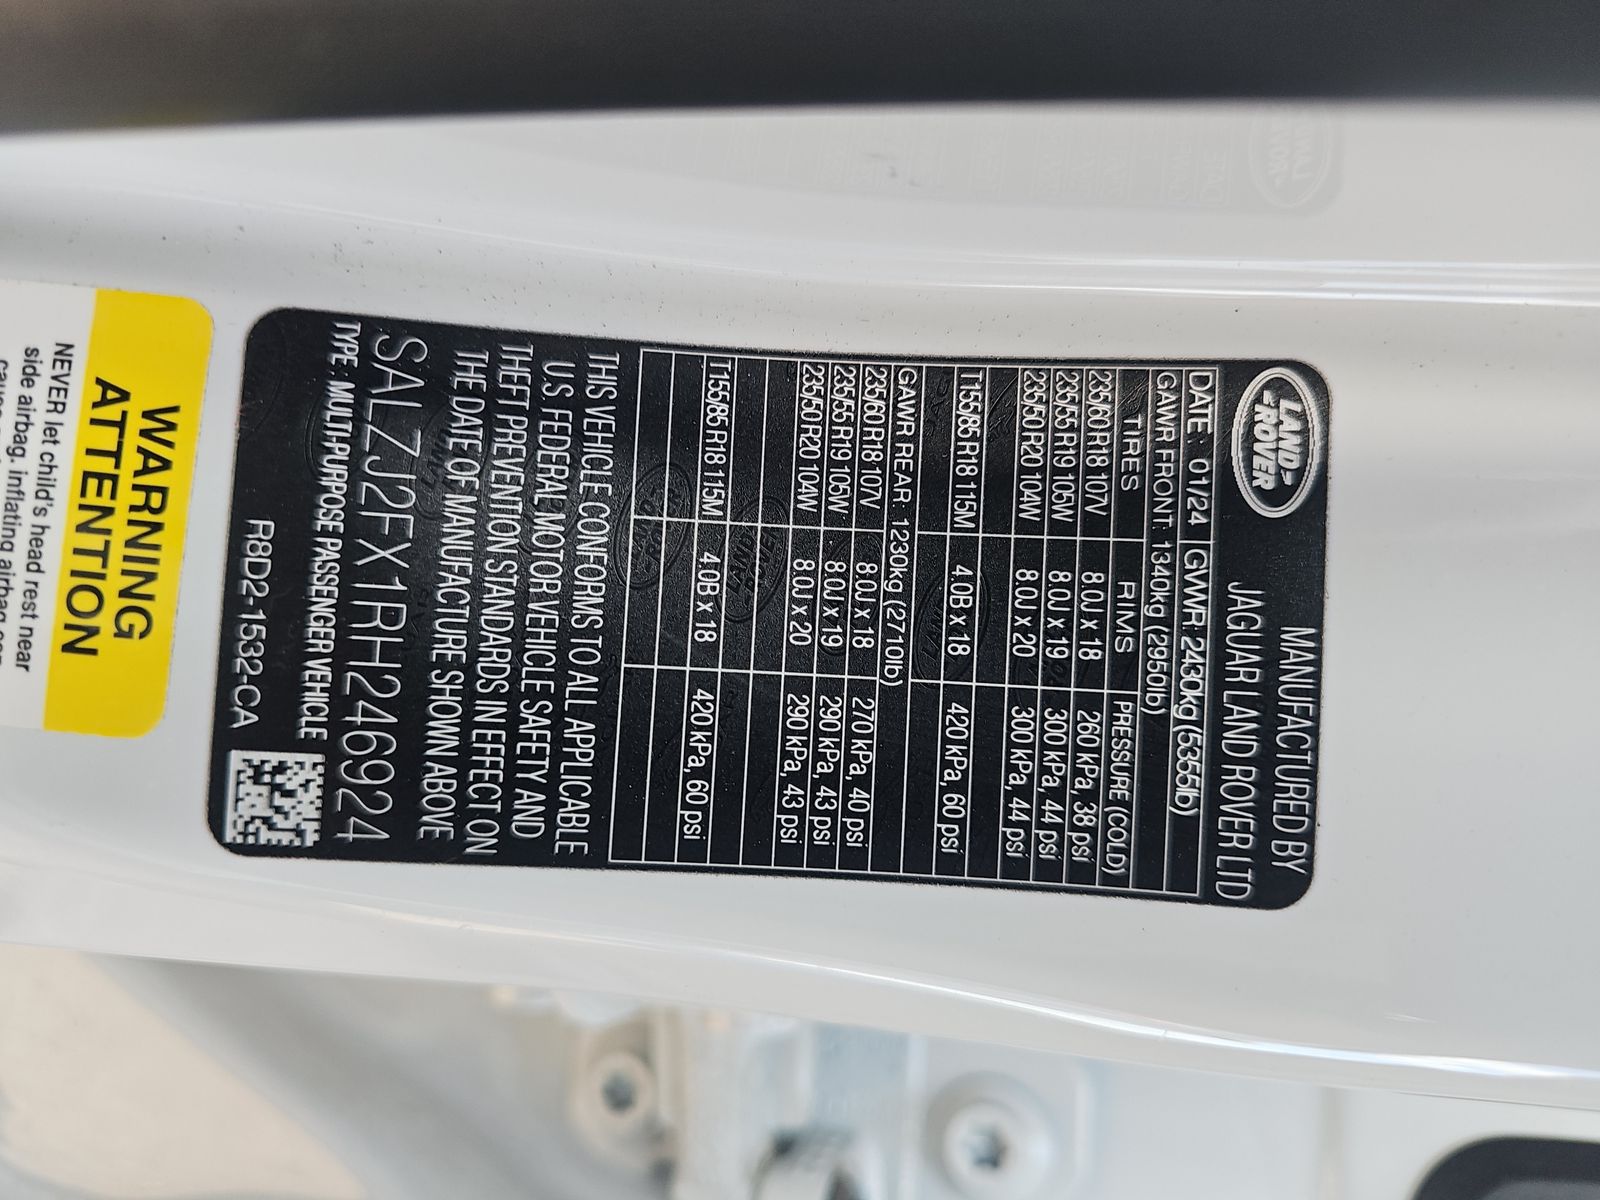 LAND-
-ROVER
MANUFACTURED BY
JAGUAR LAND ROVER LTD
DATE: 01/24 GWWR: 2430kg (5355lb)
GAWR FRONT: 1340kg (2950lb)
TIRES RIMS PRESSURE (COLD)
235/60 R18 107V 8.0J x 18 260 kPa, 38 psi
235/55 R19 105W 8.0J x 19 300 kPa, 44 psi
235/50 R20 104W 8.0J x 20 300 kPa, 44 psi
T155/85 R18 115M 4.0B x 18 420 kPa, 60 psi
GAWR REAR: 1230kg (2710lb)
235/60 R18 107V 8.0J x 18 270 kPa, 40 psi
235/55 R19 105W 8.0J x 19 290 kPa, 43 psi
235/50 R20 104W 8.0J x 20 290 kPa, 43 psi
T155/85 R18 115M 4.0B x 18 420 kPa, 60 psi
THIS VEHICLE CONFORMS TO ALL APPLICABLE
U.S. FEDERAL MOTOR VEHICLE SAFETY AND
THEFT PREVENTION STANDARDS IN EFFECT ON
THE DATE OF MANUFACTURE SHOWN ABOVE
SALZJ2FX1RH246924
TYPE: MULTI-PURPOSE PASSENGER VEHICLE
R8D2-1532-CA
WARNING
ATTENTION
NEVER let child's head rest near
side airbag, inflating airbag can